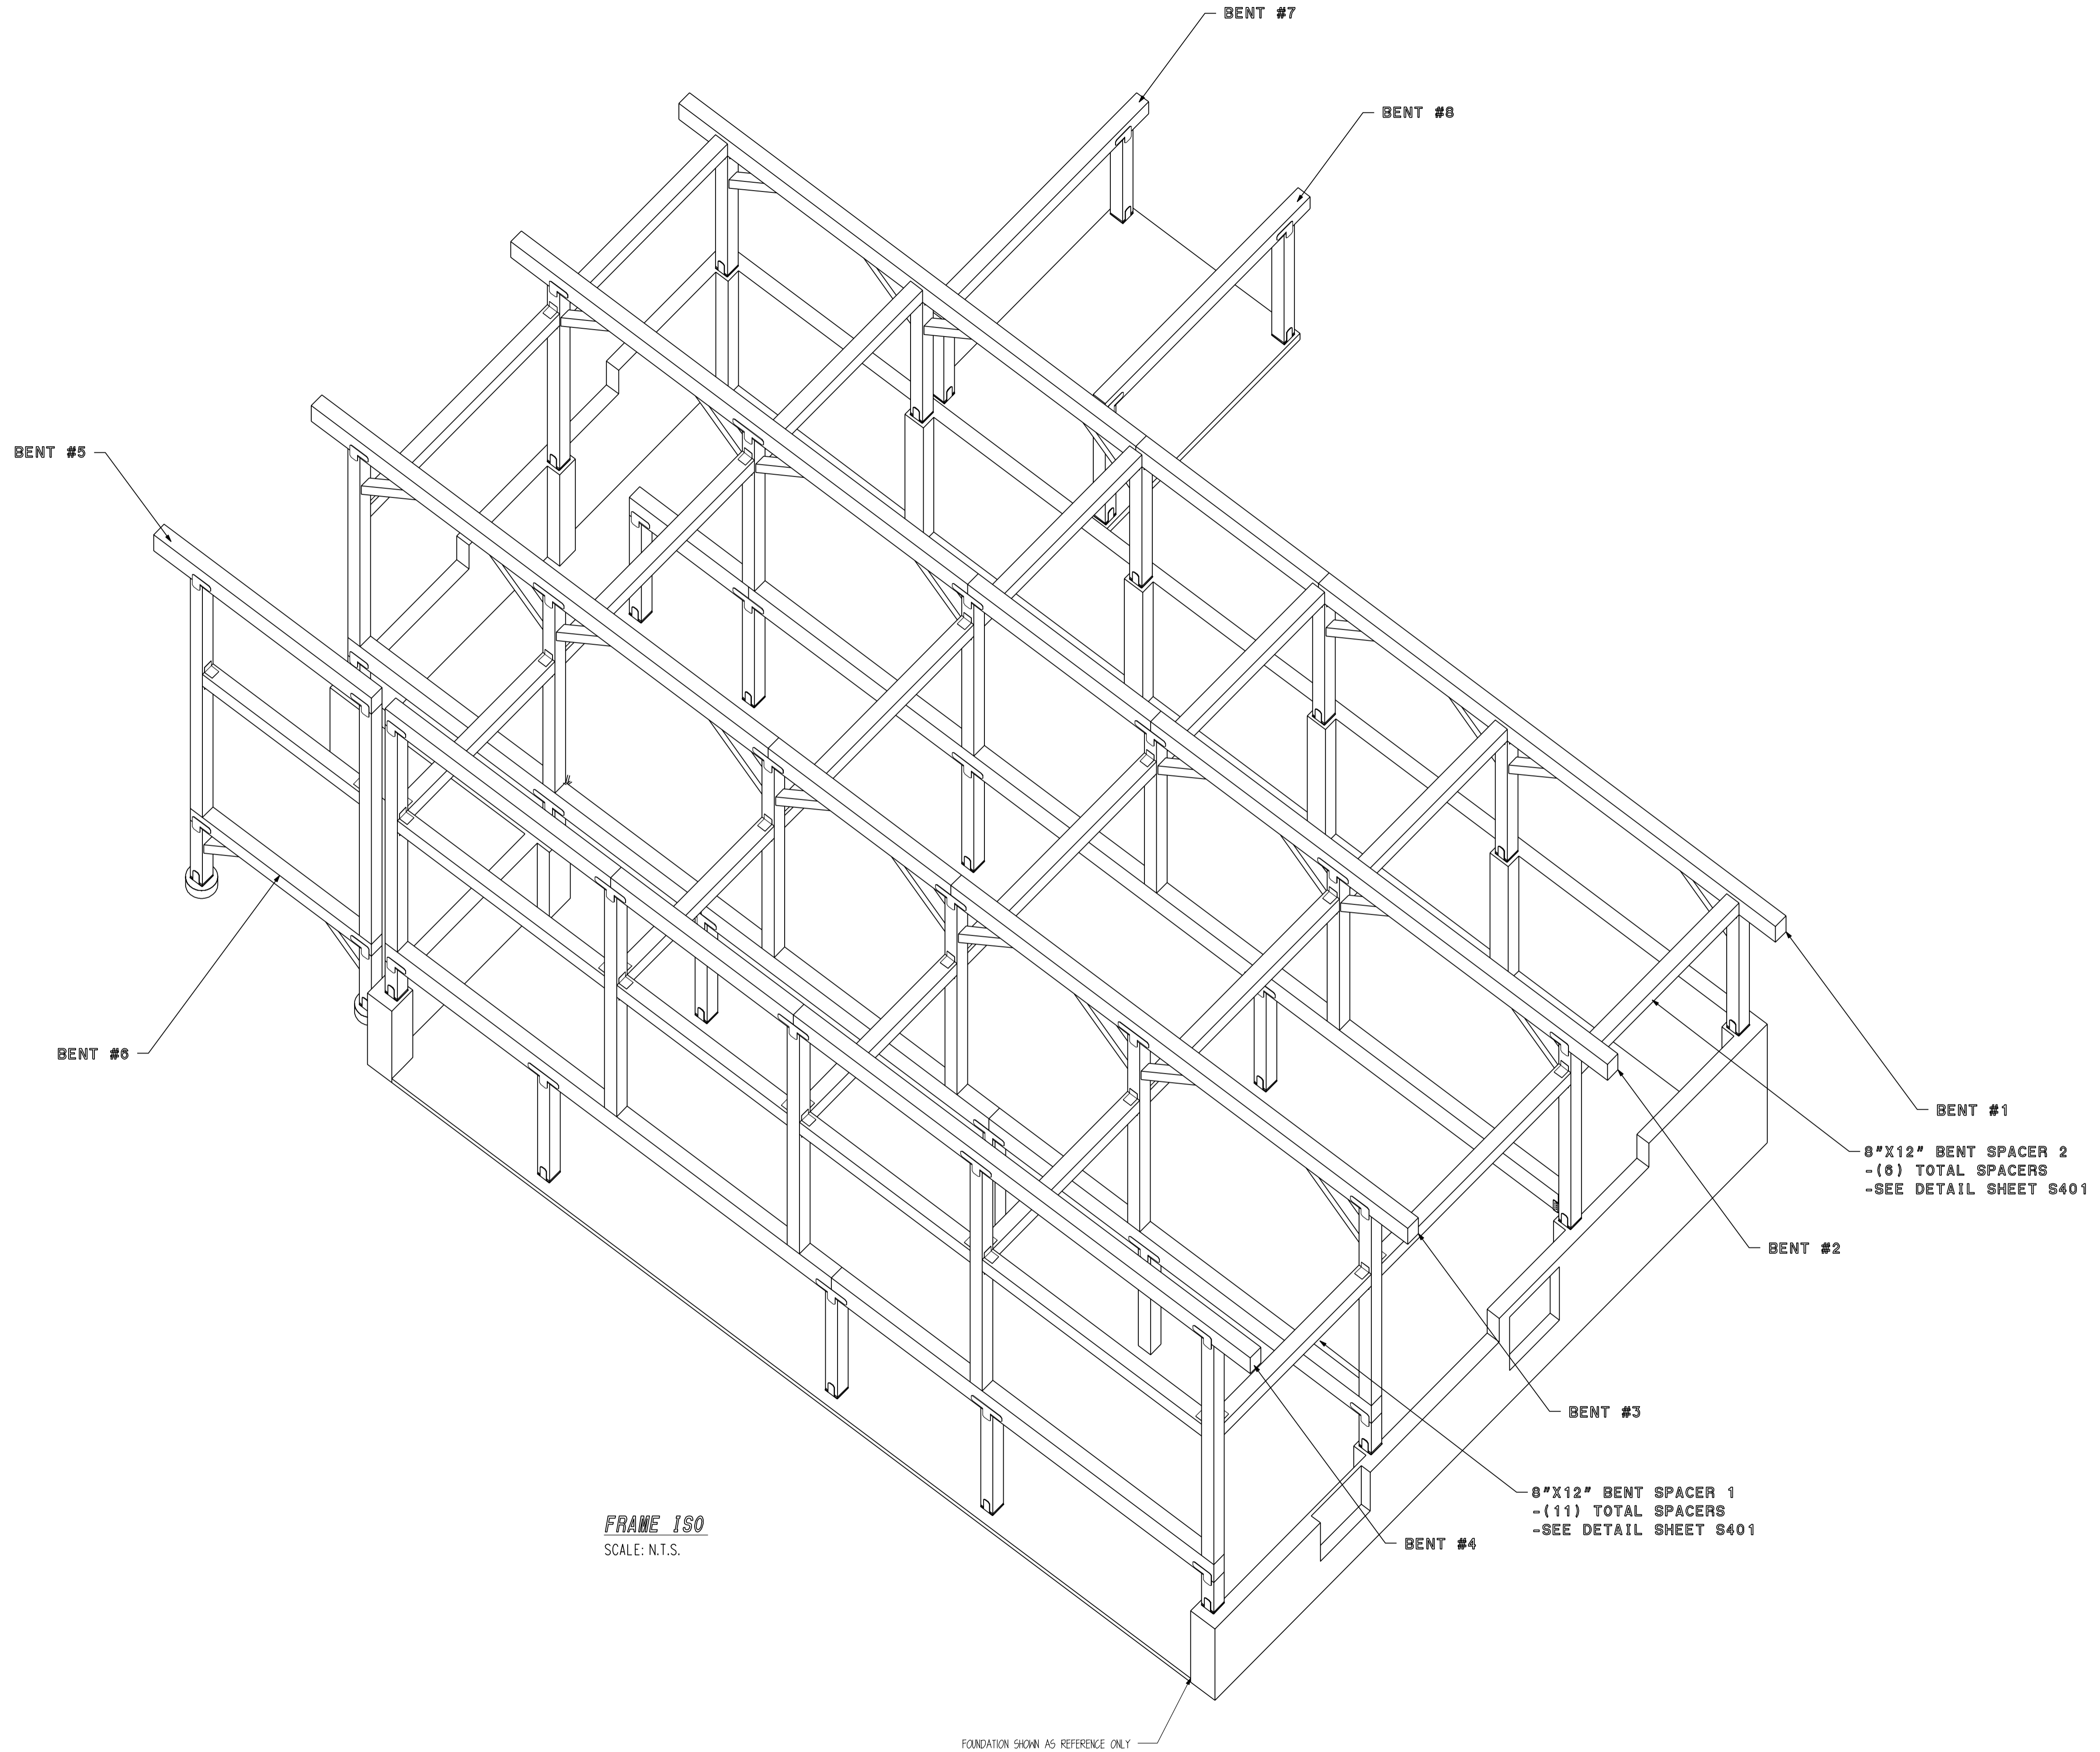 BENT #7
BENT #8
BENT #5
BENT #6
BENT #1
8"X12" BENT SPACER 2
-(6) TOTAL SPACERS
-SEE DETAIL SHEET S401
BENT #2
BENT #3
8"X12" BENT SPACER 1
-(11) TOTAL SPACERS
-SEE DETAIL SHEET S401
BENT #4
FRAME ISO
SCALE: N.T.S.
FOUNDATION SHOWN AS REFERENCE ONLY